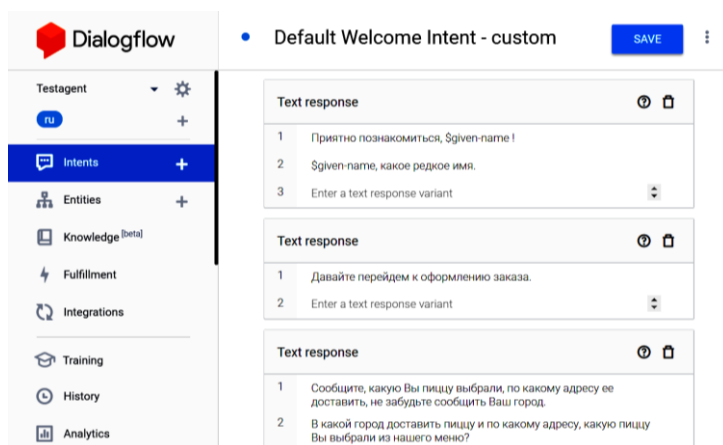 Dialogflow
Default Welcome Intent - custom
SAVE
Testagent
ru
Intents
Entities
Knowledge [beta]
Fulfillment
Integrations
Training
History
Analytics
Text response
1 Приятно познакомиться, $given-name !
2 $given-name, какое редкое имя.
3 Enter a text response variant
Text response
1 Давайте перейдем к оформлению заказа.
2 Enter a text response variant
Text response
1 Сообщите, какую Вы пиццу выбрали, по какому адресу ее
доставить, не забудьте сообщить Ваш город.
2 В какой город доставить пиццу и по какому адресу, какую пиццу
Вы выбрали из нашего меню?